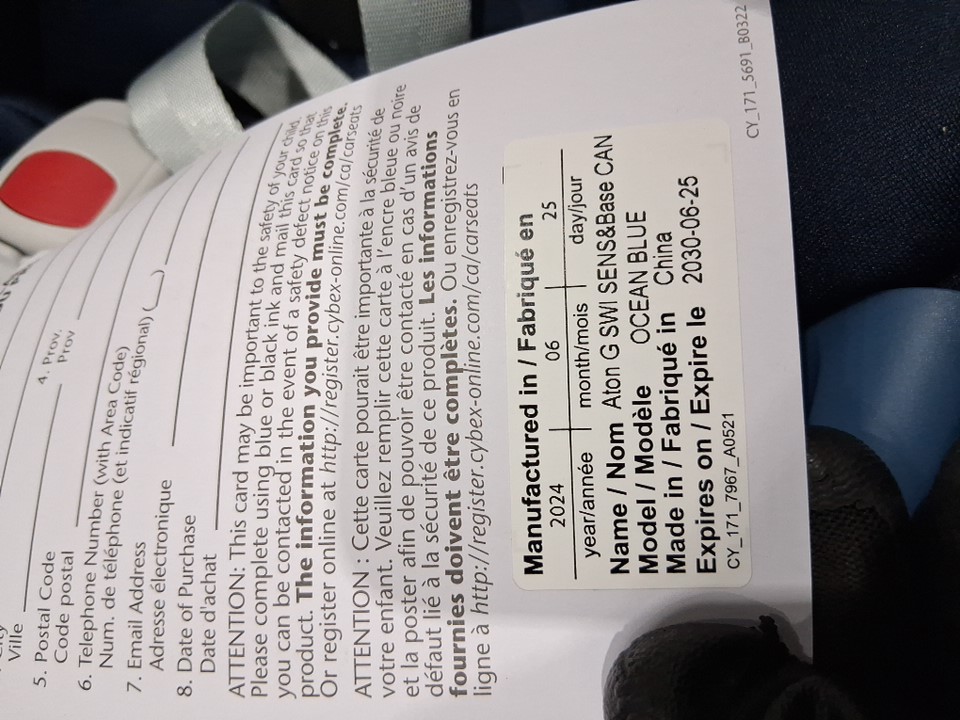 Ville
5. Postal Code
Code postal
4. Prov.
Prov
6. Telephone Number (with Area Code)
Num. de téléphone (et indicatif régional) (
)
7. Email Address
Adresse électronique
8. Date of Purchase
Date d'achat
ATTENTION: This card may be important to the safety of your child.
Please complete using blue or black ink and mail this card so that
you can be contacted in the event of a safety defect notice on this
product. The information you provide must be complete.
Or register online at http://register.cybex-online.com/ca/carseats
ATTENTION : Cette carte pourait être importante à la sécurité de
votre enfant. Veuillez remplir cette carte à l'encre bleue ou noire
et la poster afin de pouvoir être contacté en cas d'un avis de
défaut lié à la sécurité de ce produit. Les informations
fournies doivent être complètes. Ou enregistrez-vous en
ligne à http://register.cybex-online.com/ca/carseats
Manufactured in / Fabriqué en
2024 06 25
year/année month/mois day/jour
Name / Nom Aton G SWI SENS&Base CAN
Model / Modèle OCEAN BLUE
Made in / Fabriqué in China
Expires on / Expire le 2030-06-25
CY_171_7967_A0521
CY_171_5691_B0322